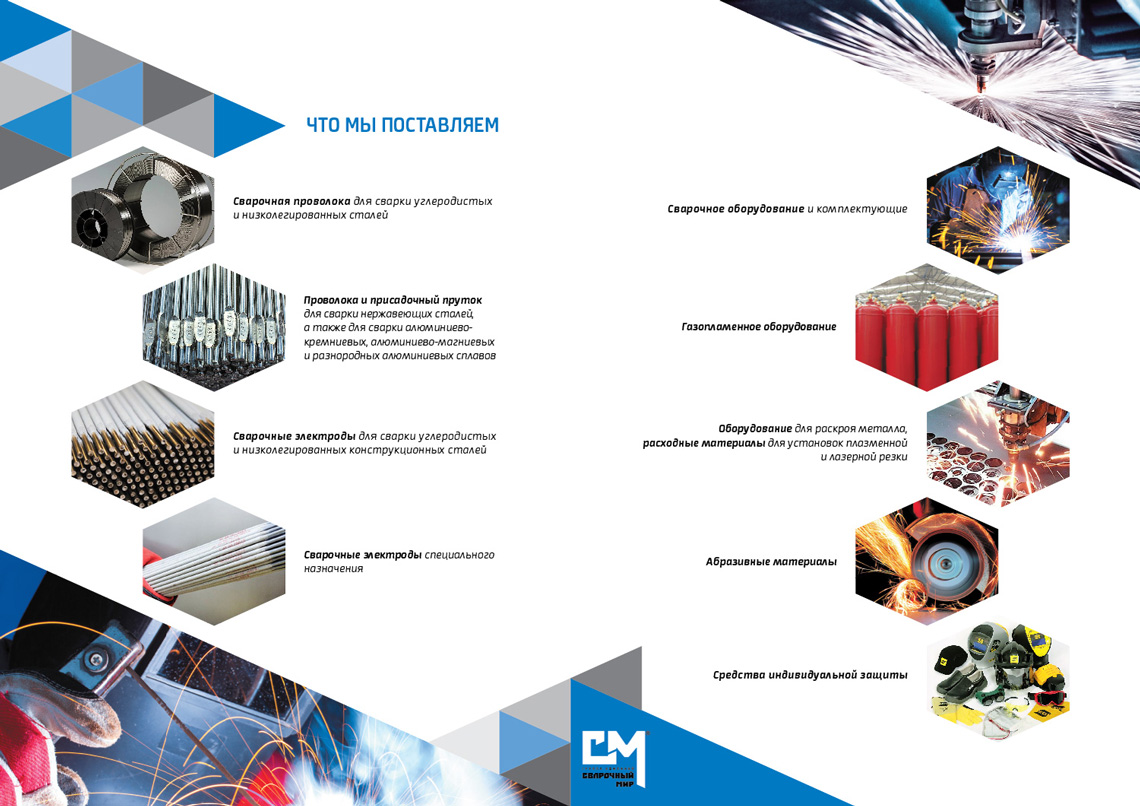 ЧТО МЫ ПОСТАВЛЯЕМ
Сварочная проволока для сварки углеродистых
и низколегированных сталей
Проволока и присадочный пруток
для сварки нержавеющих сталей,
а также для сварки алюминиево-
кремниевых, алюминиево-магниевых
и разнородных алюминиевых сплавов
Сварочные электроды для сварки углеродистых
и низколегированных конструкционных сталей
Сварочные электроды специального
назначения
Сварочное оборудование и комплектующие
Газопламенное оборудование
Оборудование для раскроя металла,
расходные материалы для установок плазменной
и лазерной резки
Абразивные материалы
Средства индивидуальной защиты
СМ
СВАРОЧНЫЙ
МИР